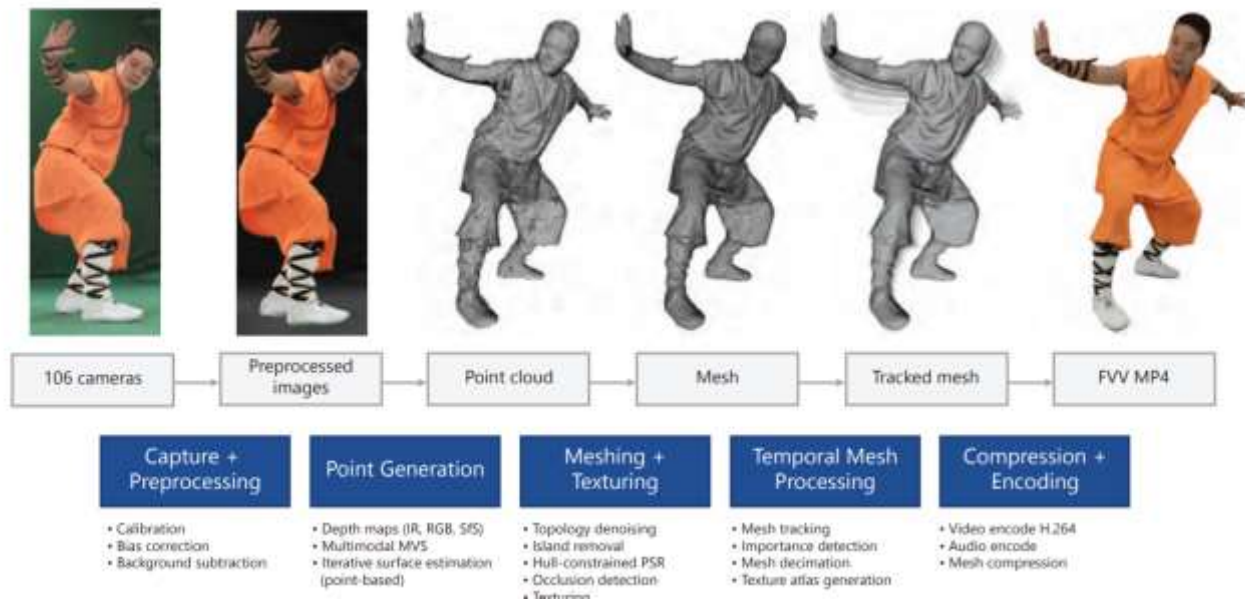 106 cameras
Preprocessed
images
Point cloud
Mesh
Tracked mesh
FVV MP4
Capture +
Preprocessing
• Calibration
• Bias correction
• Background subtraction
Point Generation
• Depth maps (IR, RGB, SfS)
• Multimodal MVS
• Iterative surface estimation
(point-based)
Meshing +
Texturing
• Topology denoising
• Island removal
• Hull-constrained PSR
• Occlusion detection
• Texturing
Temporal Mesh
Processing
• Mesh tracking
• Importance detection
• Mesh decimation
• Texture atlas generation
Compression +
Encoding
• Video encode H.264
• Audio encode
• Mesh compression